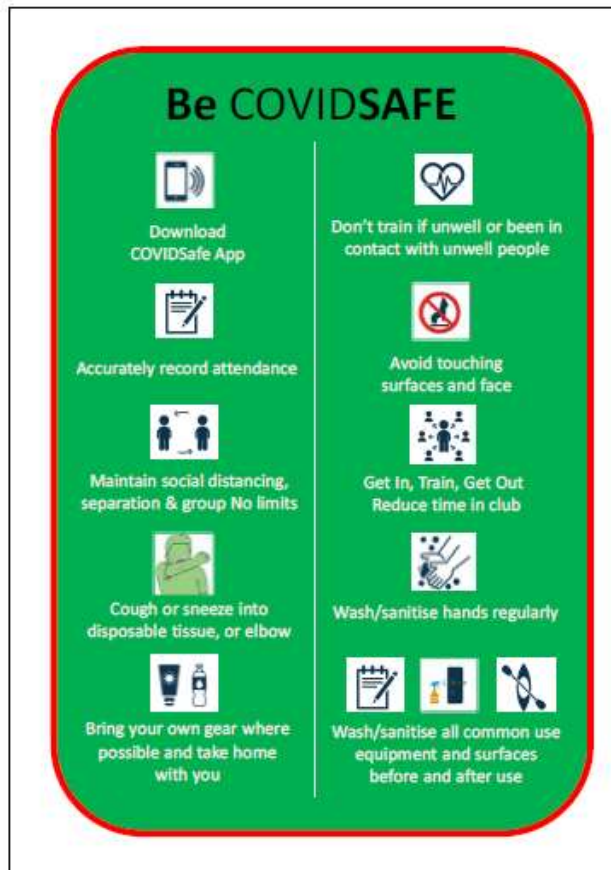 Be COVIDSAFE
Download
COVIDSafe App
Accurately record attendance
Maintain social distancing,
separation & group No limits
Cough or sneeze into
disposable tissue, or elbow
Bring your own gear where
possible and take home
with you
Don't train if unwell or been in
contact with unwell people
Avoid touching
surfaces and face
Get In, Train, Get Out
Reduce time in club
Wash/sanitise hands regularly
Wash/sanitise all common use
equipment and surfaces
before and after use